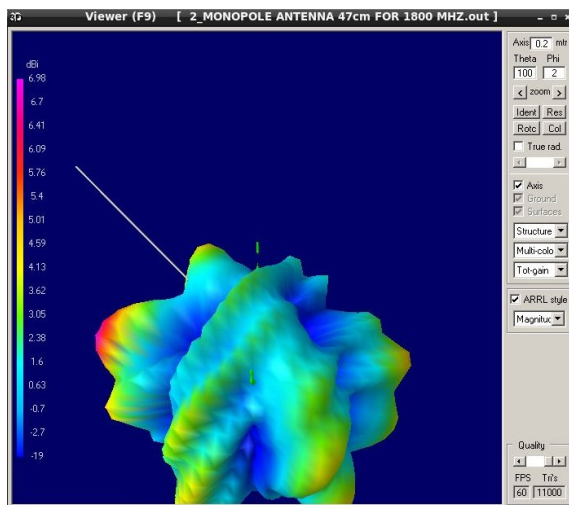 3D Viewer (F9) [ 2_MONOPOLE ANTENNA 47cm FOR 1800 MHZ.out ]
dBi
6.98
6.7
6.41
6.09
5.76
5.4
5.01
4.59
4.13
3.62
3.05
2.38
1.6
0.63
-0.7
-2.7
-19
Axis 0.2 mtr
Theta Phi
100 2
< zoom >
Ident Res
Rotc Col
True rad.
Axis
Ground
Surfaces
Structure
Multi-colo
Tot-gain
ARRL style
Magnituc
Quality
FPS Tri's
60 11000